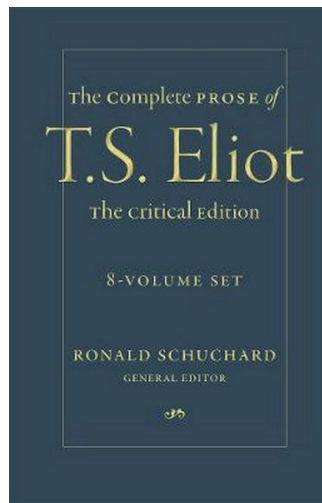 The Complete PROSE of
T.S. Eliot
The Critical Edition
8-VOLUME SET
RONALD SCHUCHARD
GENERAL EDITOR